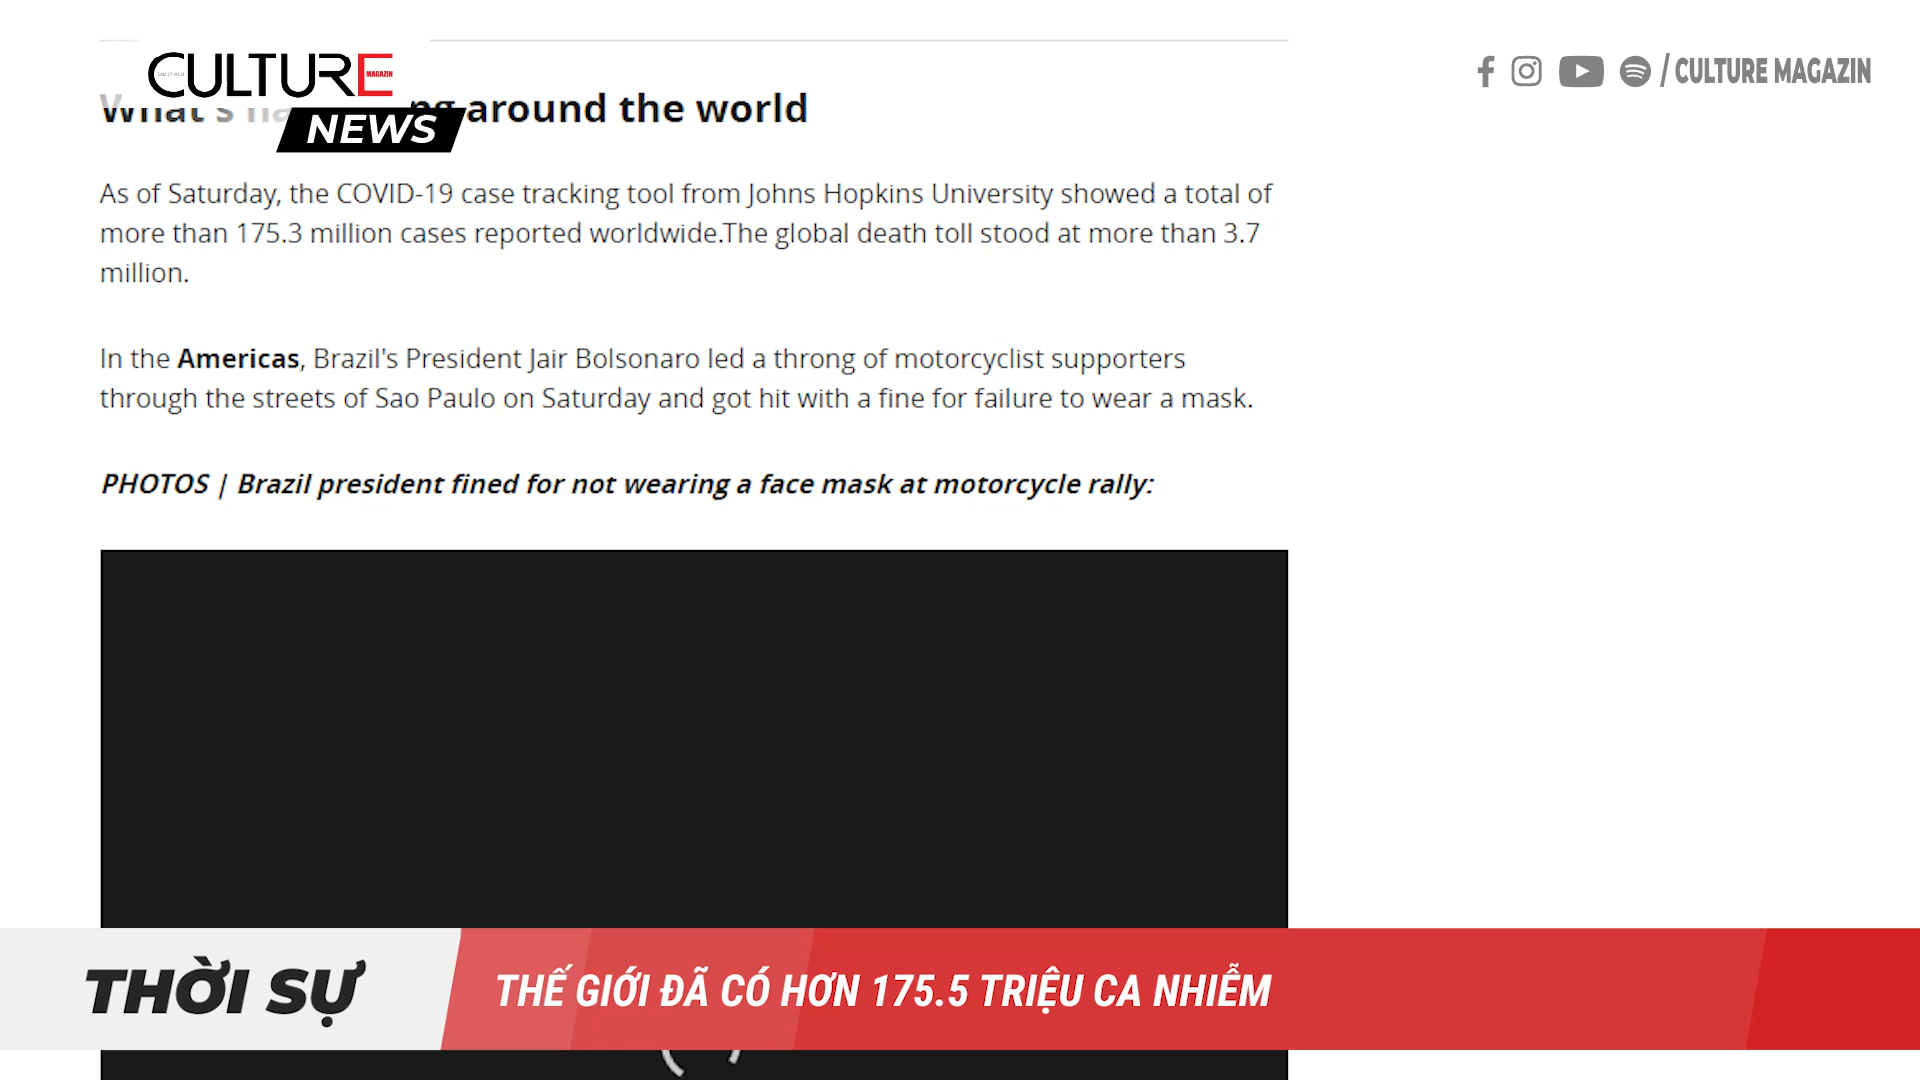 CULTURE
MAGAZIN
NEWS
/ CULTURE MAGAZIN
around the world
As of Saturday, the COVID-19 case tracking tool from Johns Hopkins University showed a total of
more than 175.3 million cases reported worldwide.The global death toll stood at more than 3.7
million.
In the Americas, Brazil's President Jair Bolsonaro led a throng of motorcyclist supporters
through the streets of Sao Paulo on Saturday and got hit with a fine for failure to wear a mask.
PHOTOS | Brazil president fined for not wearing a face mask at motorcycle rally:
THỜI SỰ
THẾ GIỚI ĐÃ CÓ HƠN 175.5 TRIỆU CA NHIỄM